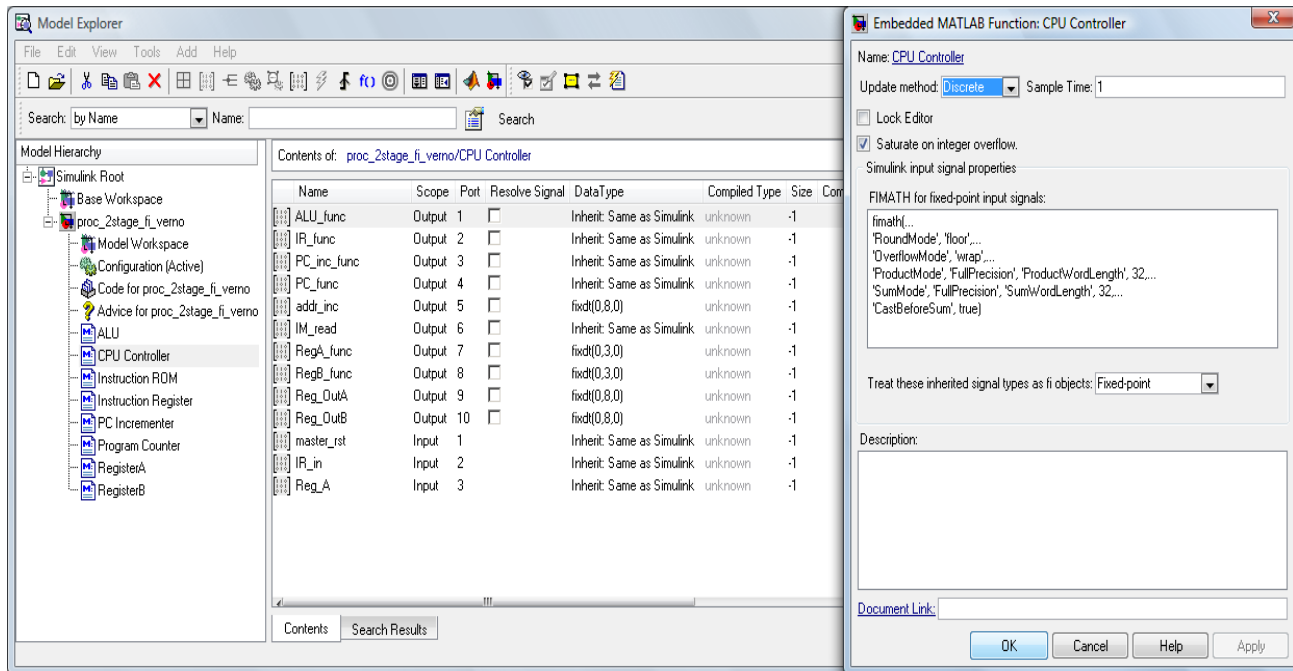 Model Explorer
File Edit View Tools Add Help
Search: by Name Name: Search
Model Hierarchy
Simulink Root
Base Workspace
proc_2stage_fi_verno
Model Workspace
Configuration (Active)
Code for proc_2stage_fi_verno
Advice for proc_2stage_fi_verno
ALU
CPU Controller
Instruction ROM
Instruction Register
PC Incrementer
Program Counter
RegisterA
RegisterB
Contents of: proc_2stage_fi_verno/CPU Controller
Name Scope Port Resolve Signal DataType Compiled Type Size Com
ALU_func Output 1 Inherit: Same as Simulink unknown -1
IR_func Output 2 Inherit: Same as Simulink unknown -1
PC_inc_func Output 3 Inherit: Same as Simulink unknown -1
PC_func Output 4 Inherit: Same as Simulink unknown -1
addr_inc Output 5 fixdt(0,8,0) unknown -1
IM_read Output 6 Inherit: Same as Simulink unknown -1
RegA_func Output 7 fixdt(0,3,0) unknown -1
RegB_func Output 8 fixdt(0,3,0) unknown -1
Reg_OutA Output 9 fixdt(0,8,0) unknown -1
Reg_OutB Output 10 fixdt(0,8,0) unknown -1
master_rst Input 1 Inherit: Same as Simulink unknown -1
IR_in Input 2 Inherit: Same as Simulink unknown -1
Reg_A Input 3 Inherit: Same as Simulink unknown -1
Contents Search Results
Embedded MATLAB Function: CPU Controller
Name: CPU Controller
Update method: Discrete Sample Time: 1
Lock Editor
Saturate on integer overflow.
Simulink input signal properties
FIMATH for fixed-point input signals:
fimath(...
'RoundMode', 'floor',...
'OverflowMode', 'wrap',...
'ProductMode', 'FullPrecision', 'ProductWordLength', 32,...
'SumMode', 'FullPrecision', 'SumWordLength', 32,...
'CastBeforeSum', true)
Treat these inherited signal types as fi objects: Fixed-point
Description:
Document Link:
OK Cancel Help Apply